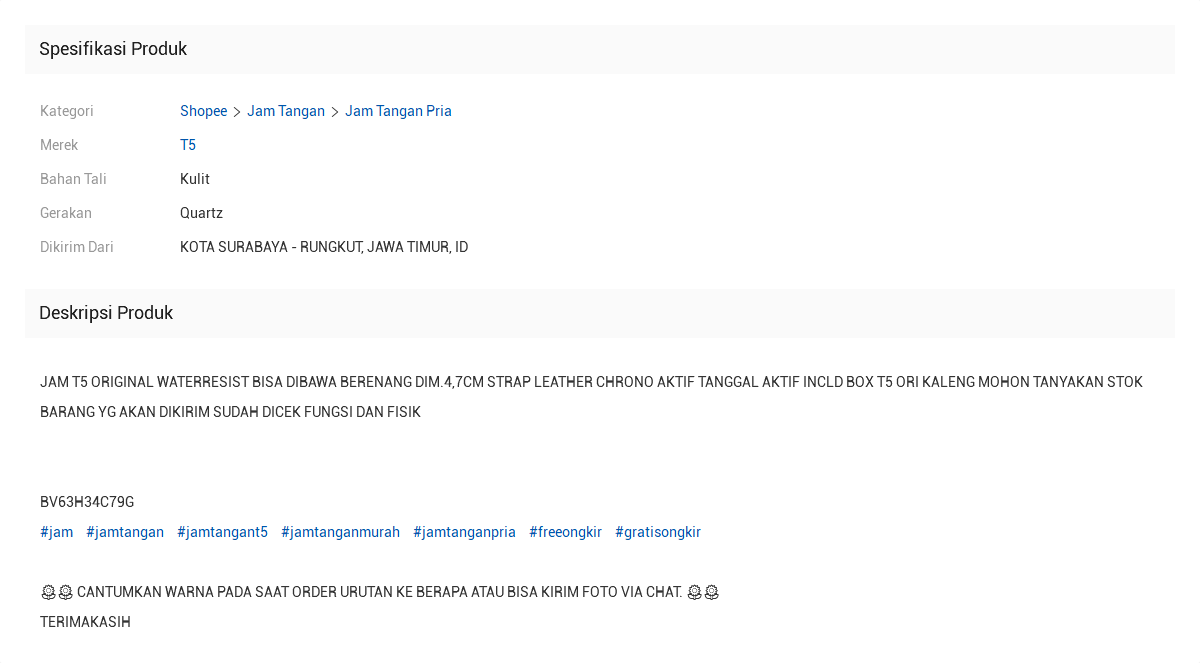 Spesifikasi Produk
Kategori Shopee > Jam Tangan > Jam Tangan Pria
Merek T5
Bahan Tali Kulit
Gerakan Quartz
Dikirim Dari KOTA SURABAYA - RUNGKUT, JAWA TIMUR, ID
Deskripsi Produk
JAM T5 ORIGINAL WATERRESIST BISA DIBAWA BERENANG DIM.4,7CM STRAP LEATHER CHRONO AKTIF TANGGAL AKTIF INCLD BOX T5 ORI KALENG MOHON TANYAKAN STOK
BARANG YG AKAN DIKIRIM SUDAH DICEK FUNGSI DAN FISIK
BV63H34C79G
#jam #jamtangan #jamtangant5 #jamtanganmurah #jamtanganpria #freeongkir #gratisongkir
CANTUMKAN WARNA PADA SAAT ORDER URUTAN KE BERAPA ATAU BISA KIRIM FOTO VIA CHAT.
TERIMAKASIH